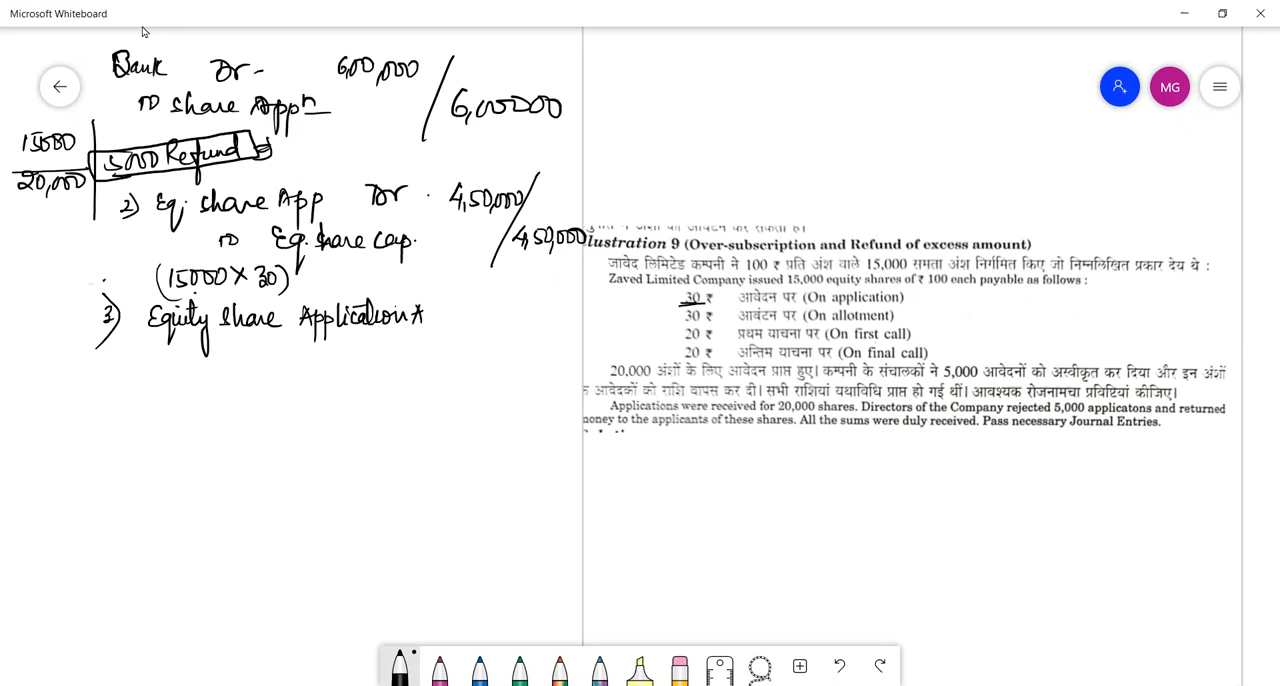 Microsoft Whiteboard
MG
Bank Dr - 6,00,000
To Share Appn 6,00000
15000
5000 Refund
20,000
2) Eq. Share App Dr. 4,50,000
To Eq. Share Cap. 4,50,000
(15000 X 30)
3) Equity Share Application A
lustration 9 (Over-subscription and Refund of excess amount)
जावेद लिमिटेड कम्पनी ने 100 ₹ प्रति अंश वाले 15,000 समता अंश निर्गमित किए जो निम्नलिखित प्रकार देय थे :
Zaved Limited Company issued 15,000 equity shares of ₹ 100 each payable as follows :
30 ₹ आवेदन पर (On application)
30 ₹ आवंटन पर (On allotment)
20 ₹ प्रथम याचना पर (On first call)
20 ₹ अन्तिम याचना पर (On final call)
20,000 अंशों के लिए आवेदन प्राप्त हुए। कम्पनी के संचालकों ने 5,000 आवेदनों को अस्वीकृत कर दिया और इन अंशों
के आवेदकों को राशि वापस कर दी। सभी राशियां यथाविधि प्राप्त हो गई थीं। आवश्यक रोजनामचा प्रविष्टियां कीजिए।
Applications were received for 20,000 shares. Directors of the Company rejected 5,000 applicatons and returned
noney to the applicants of these shares. All the sums were duly received. Pass necessary Journal Entries.